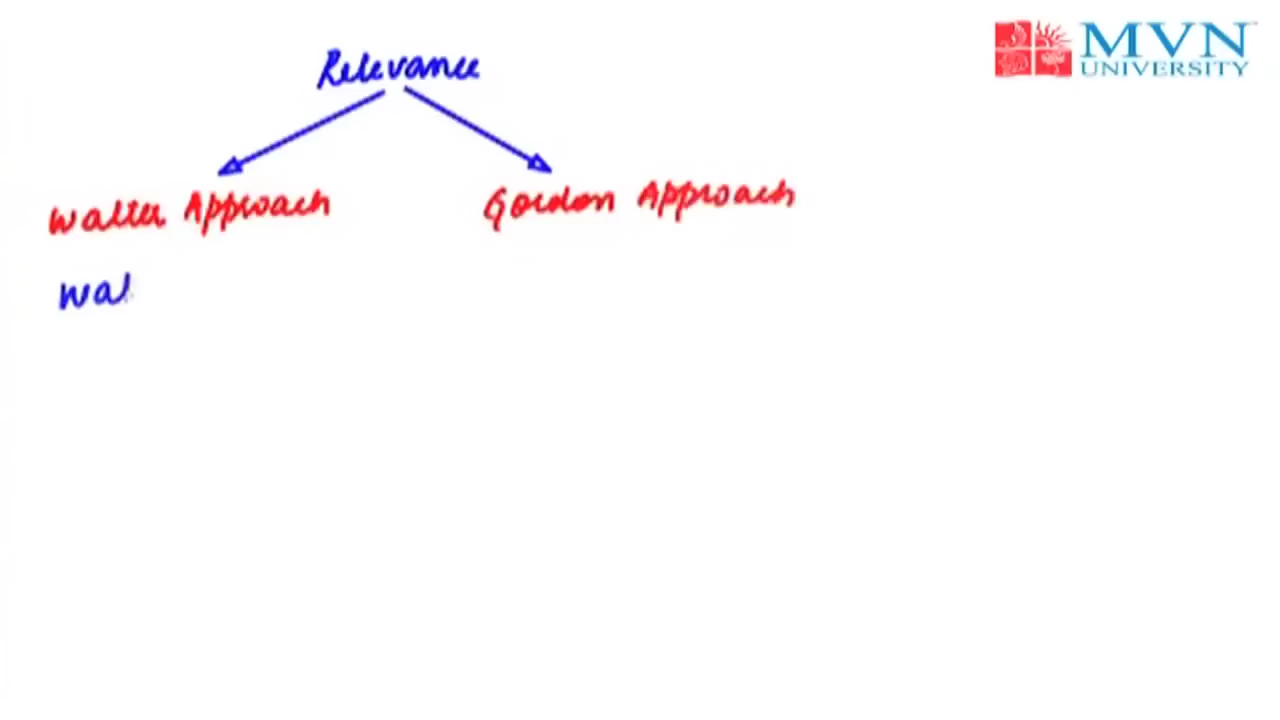 MVN
UNIVERSITY
Relevance
Walter Approach
Gordon Approach
Wal